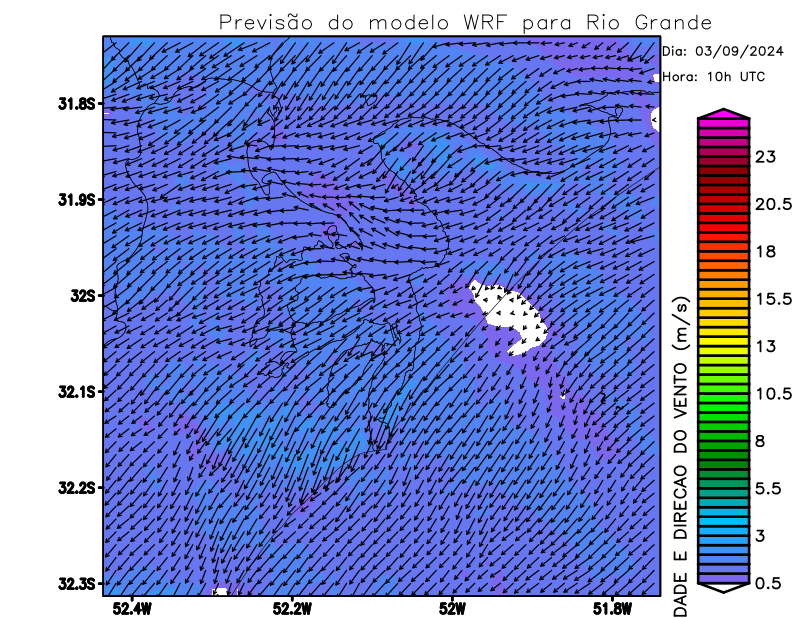 Previsão do modelo WRF para Rio Grande
Dia: 03/09/2024
Hora: 10h UTC
31.8S
31.9S
32S
32.1S
32.2S
32.3S
52.4W
52.2W
52W
51.8W
23
20.5
18
15.5
13
10.5
8
5.5
3
0.5
DADE E DIRECAO DO VENTO (m/s)